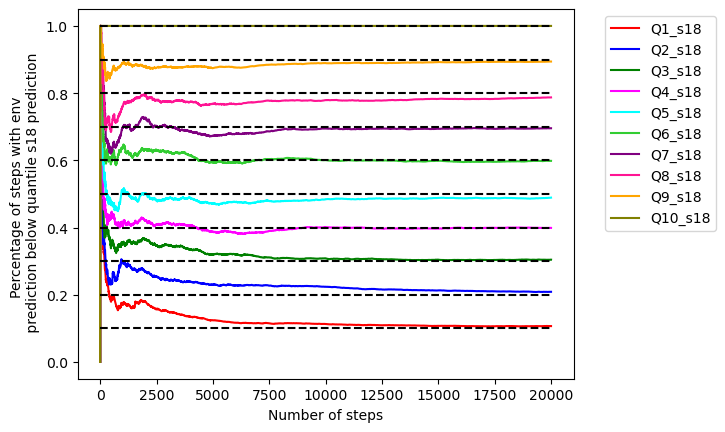 1.0
0.8
0.6
0.4
0.2
0.0
Percentage of steps with env
prediction below quantile s18 prediction
0
2500
5000
7500
10000
12500
15000
17500
20000
Number of steps
Q1_s18
Q2_s18
Q3_s18
Q4_s18
Q5_s18
Q6_s18
Q7_s18
Q8_s18
Q9_s18
Q10_s18